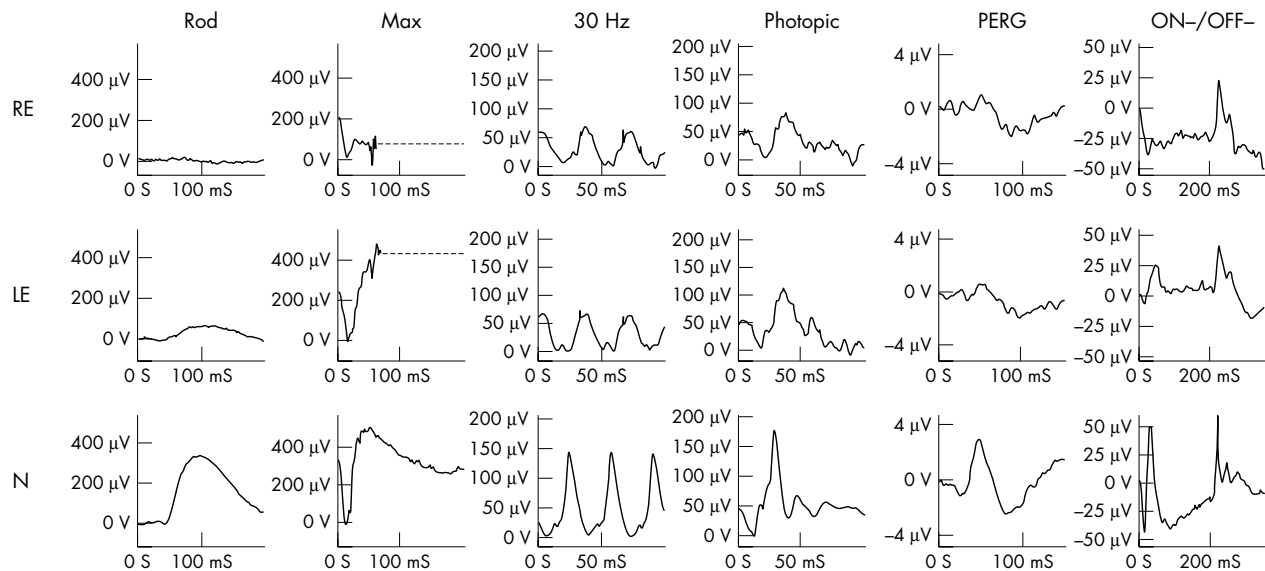 Rod Max 30 Hz Photopic PERG ON–/OFF–
RE
400 µV
200 µV
0 V
0 S 100 mS
400 µV
200 µV
0 V
0 S 100 mS
200 µV
150 µV
100 µV
50 µV
0 V
0 S 50 mS
200 µV
150 µV
100 µV
50 µV
0 V
0 S 50 mS
4 µV
0 V
–4 µV
0 S 100 mS
50 µV
25 µV
0 V
–25 µV
–50 µV
0 S 200 mS
LE
400 µV
200 µV
0 V
0 S 100 mS
400 µV
200 µV
0 V
0 S 100 mS
200 µV
150 µV
100 µV
50 µV
0 V
0 S 50 mS
200 µV
150 µV
100 µV
50 µV
0 V
0 S 50 mS
4 µV
0 V
–4 µV
0 S 100 mS
50 µV
25 µV
0 V
–25 µV
–50 µV
0 S 200 mS
N
400 µV
200 µV
0 V
0 S 100 mS
400 µV
200 µV
0 V
0 S 100 mS
200 µV
150 µV
100 µV
50 µV
0 V
0 S 50 mS
200 µV
150 µV
100 µV
50 µV
0 V
0 S 50 mS
4 µV
0 V
–4 µV
0 S 100 mS
50 µV
25 µV
0 V
–25 µV
–50 µV
0 S 200 mS